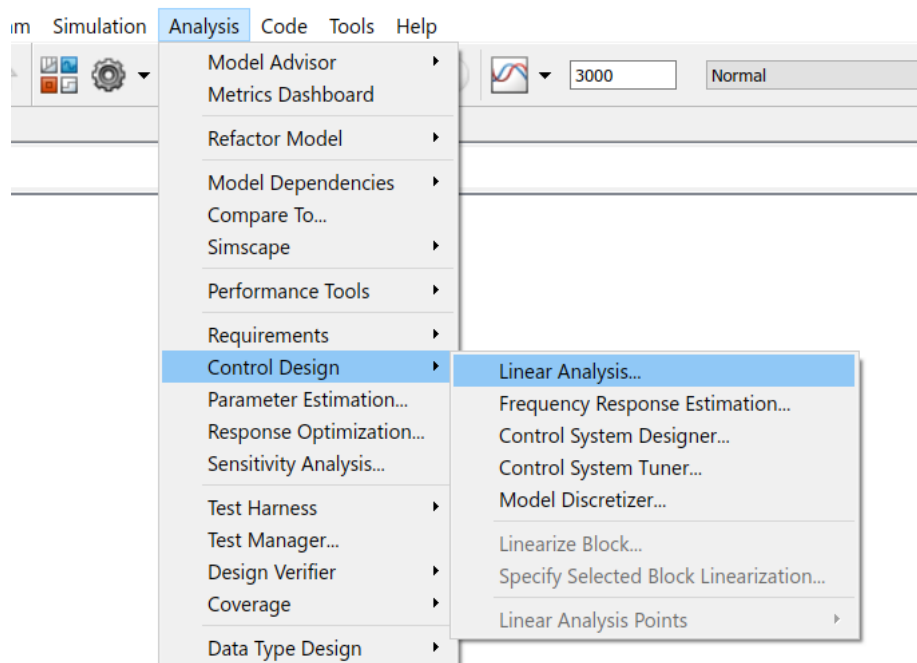 Simulation Analysis Code Tools Help
3000 Normal
Model Advisor
Metrics Dashboard
Refactor Model
Model Dependencies
Compare To...
Simscape
Performance Tools
Requirements
Control Design
Parameter Estimation...
Response Optimization...
Sensitivity Analysis...
Test Harness
Test Manager...
Design Verifier
Coverage
Data Type Design
Linear Analysis...
Frequency Response Estimation...
Control System Designer...
Control System Tuner...
Model Discretizer...
Linearize Block...
Specify Selected Block Linearization...
Linear Analysis Points